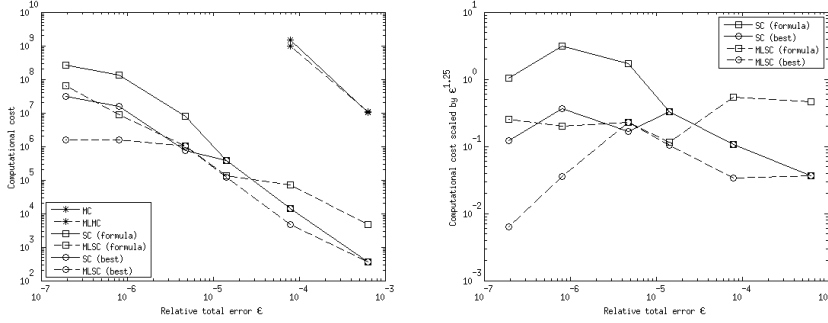 10^10
10^9
10^8
10^7
10^6
10^5
10^4
10^3
10^2
Computational cost
MC
MLMC
SC (formula)
MLSC (formula)
SC (best)
MLSC (best)
10^-7
10^-6
10^-5
10^-4
10^-3
Relative total error ϵ
10^1
10^0
10^-1
10^-2
10^-3
Computational cost scaled by ϵ^1.25
SC (formula)
SC (best)
MLSC (formula)
MLSC (best)
10^-7
10^-6
10^-5
10^-4
Relative total error ϵ